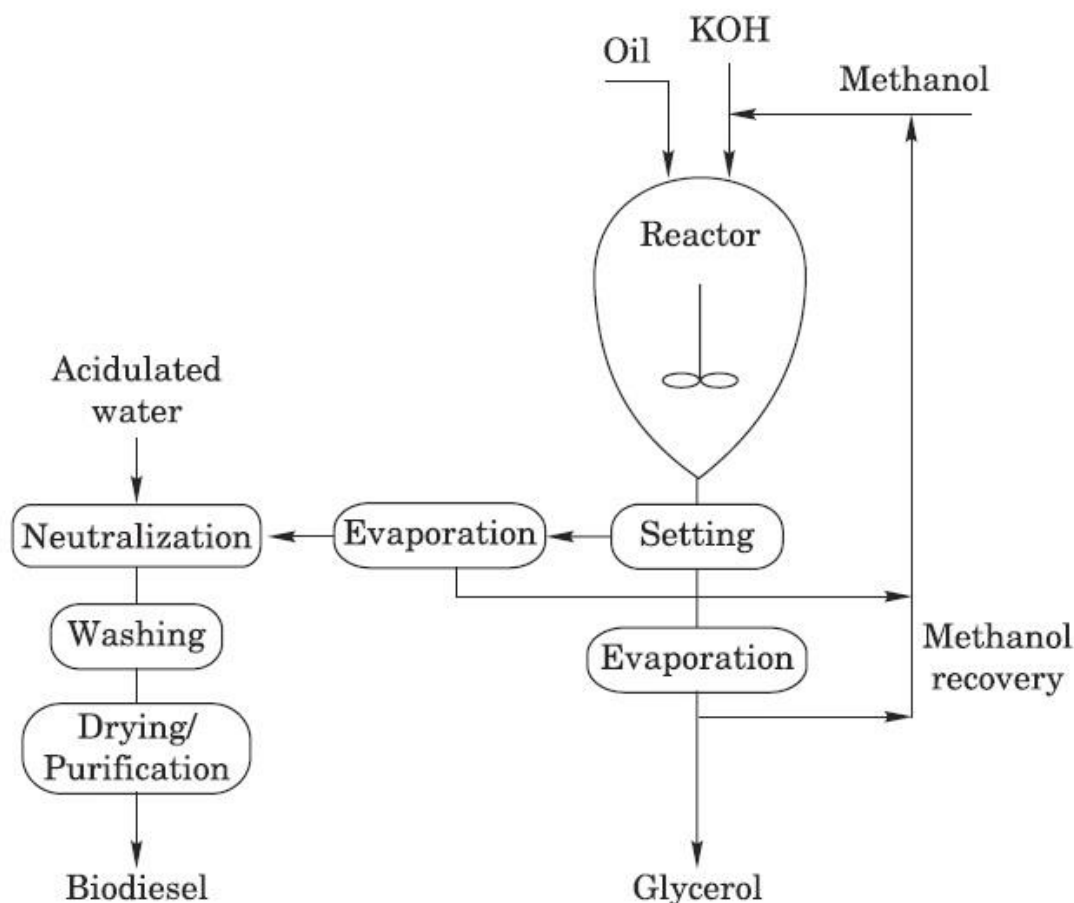 KOH
Oil
Methanol
Reactor
Acidulated
water
Neutralization
Evaporation
Setting
Washing
Evaporation
Methanol
recovery
Drying/
Purification
Biodiesel
Glycerol